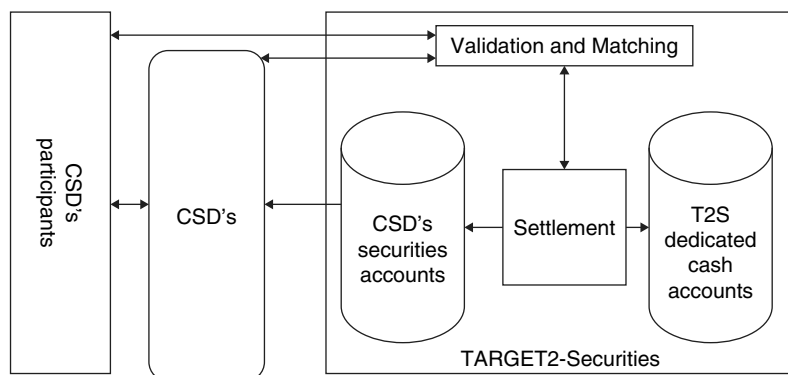 Validation and Matching
CSD's
participants
CSD's
CSD's
securities
accounts
Settlement
T2S
dedicated
cash
accounts
TARGET2-Securities